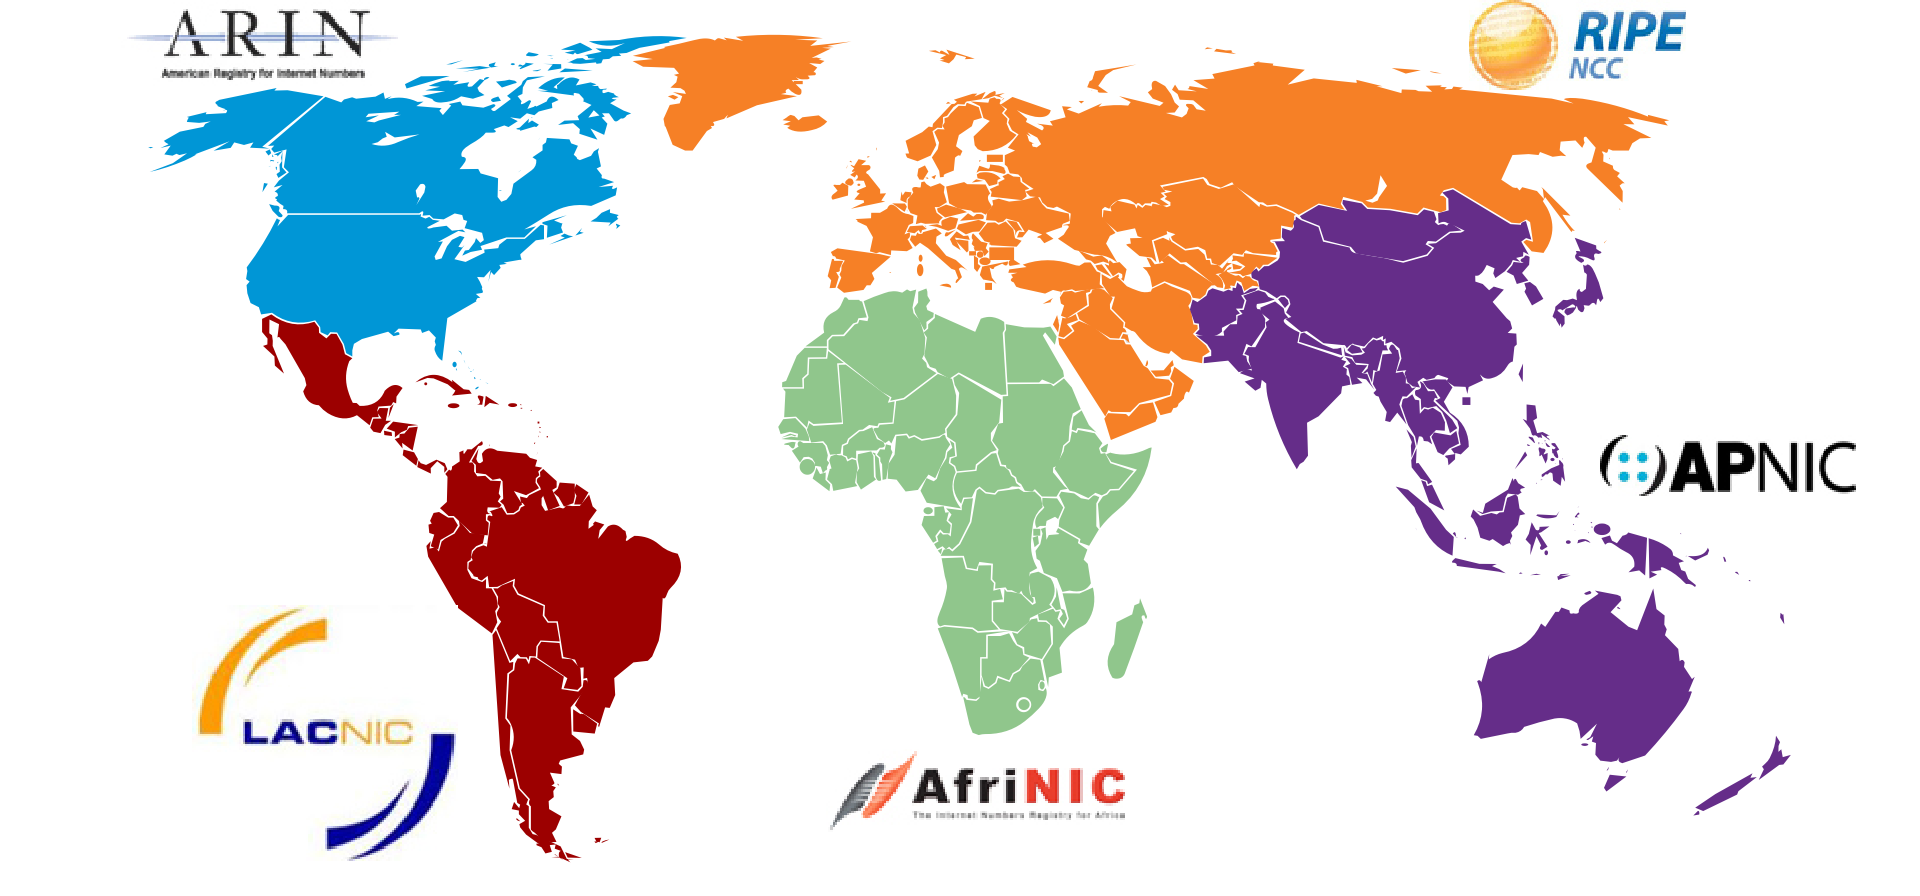 ARIN
American Registry for Internet Numbers
RIPE
NCC
APNIC
LACNIC
AfriNIC
The Internet Numbers Registry for Africa